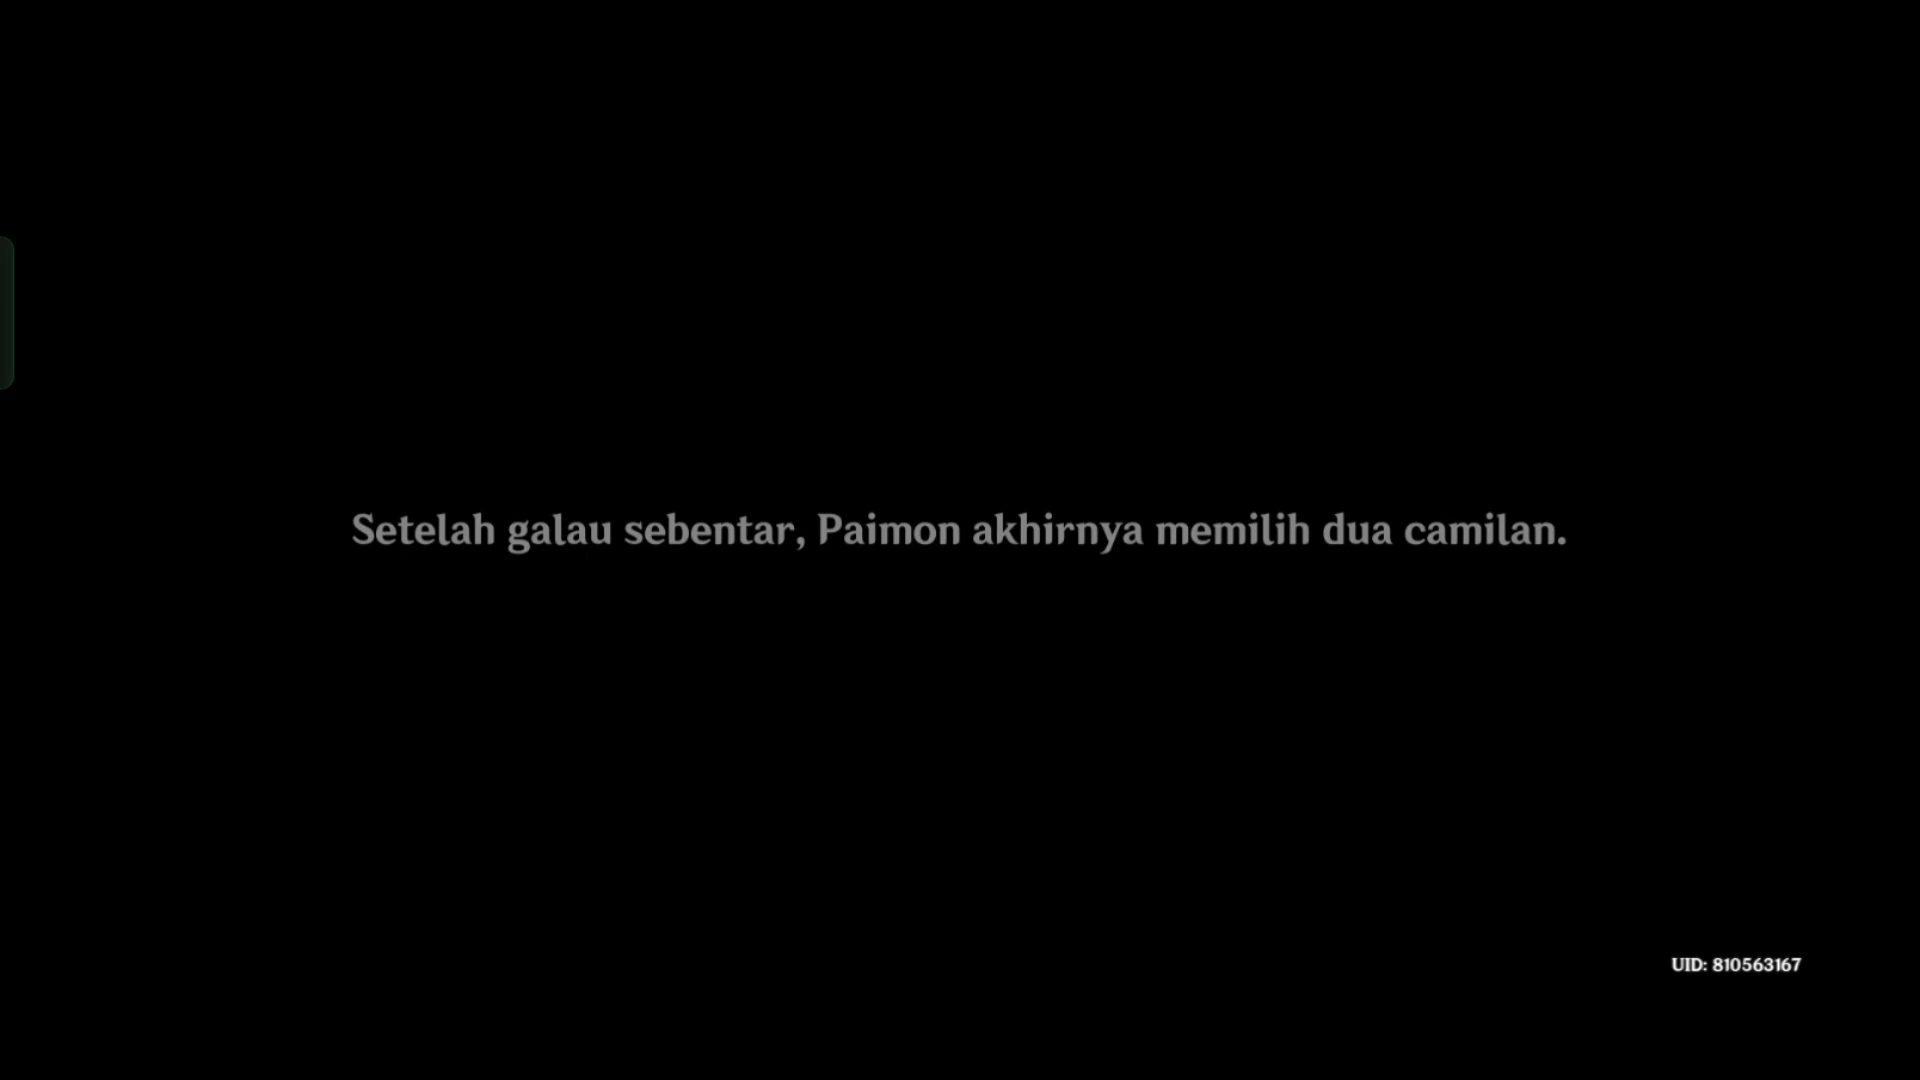 Setelah galau sebentar, Paimon akhirnya memilih dua camilan.
UID: 810563167